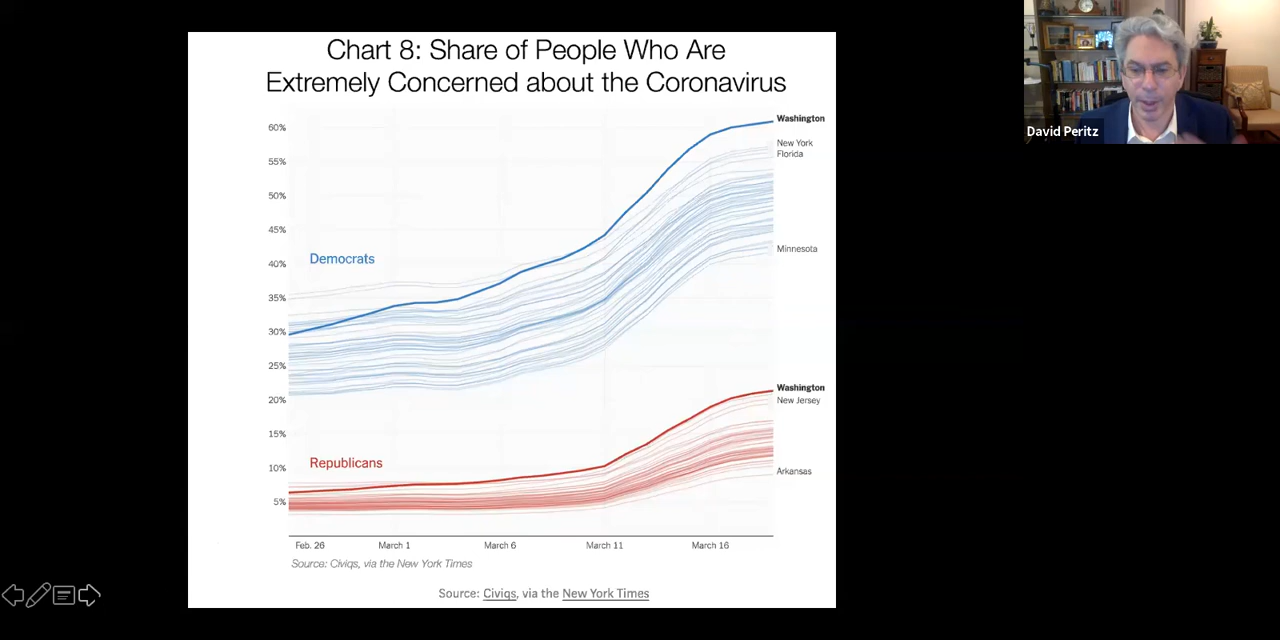 Chart 8: Share of People Who Are
Extremely Concerned about the Coronavirus
60%
55%
50%
45%
40%
35%
30%
25%
20%
15%
10%
5%
Democrats
Republicans
Washington
New York
Florida
Minnesota
Washington
New Jersey
Arkansas
Feb. 26
March 1
March 6
March 11
March 16
Source: Civiqs, via the New York Times
Source: Civiqs, via the New York Times
David Peritz